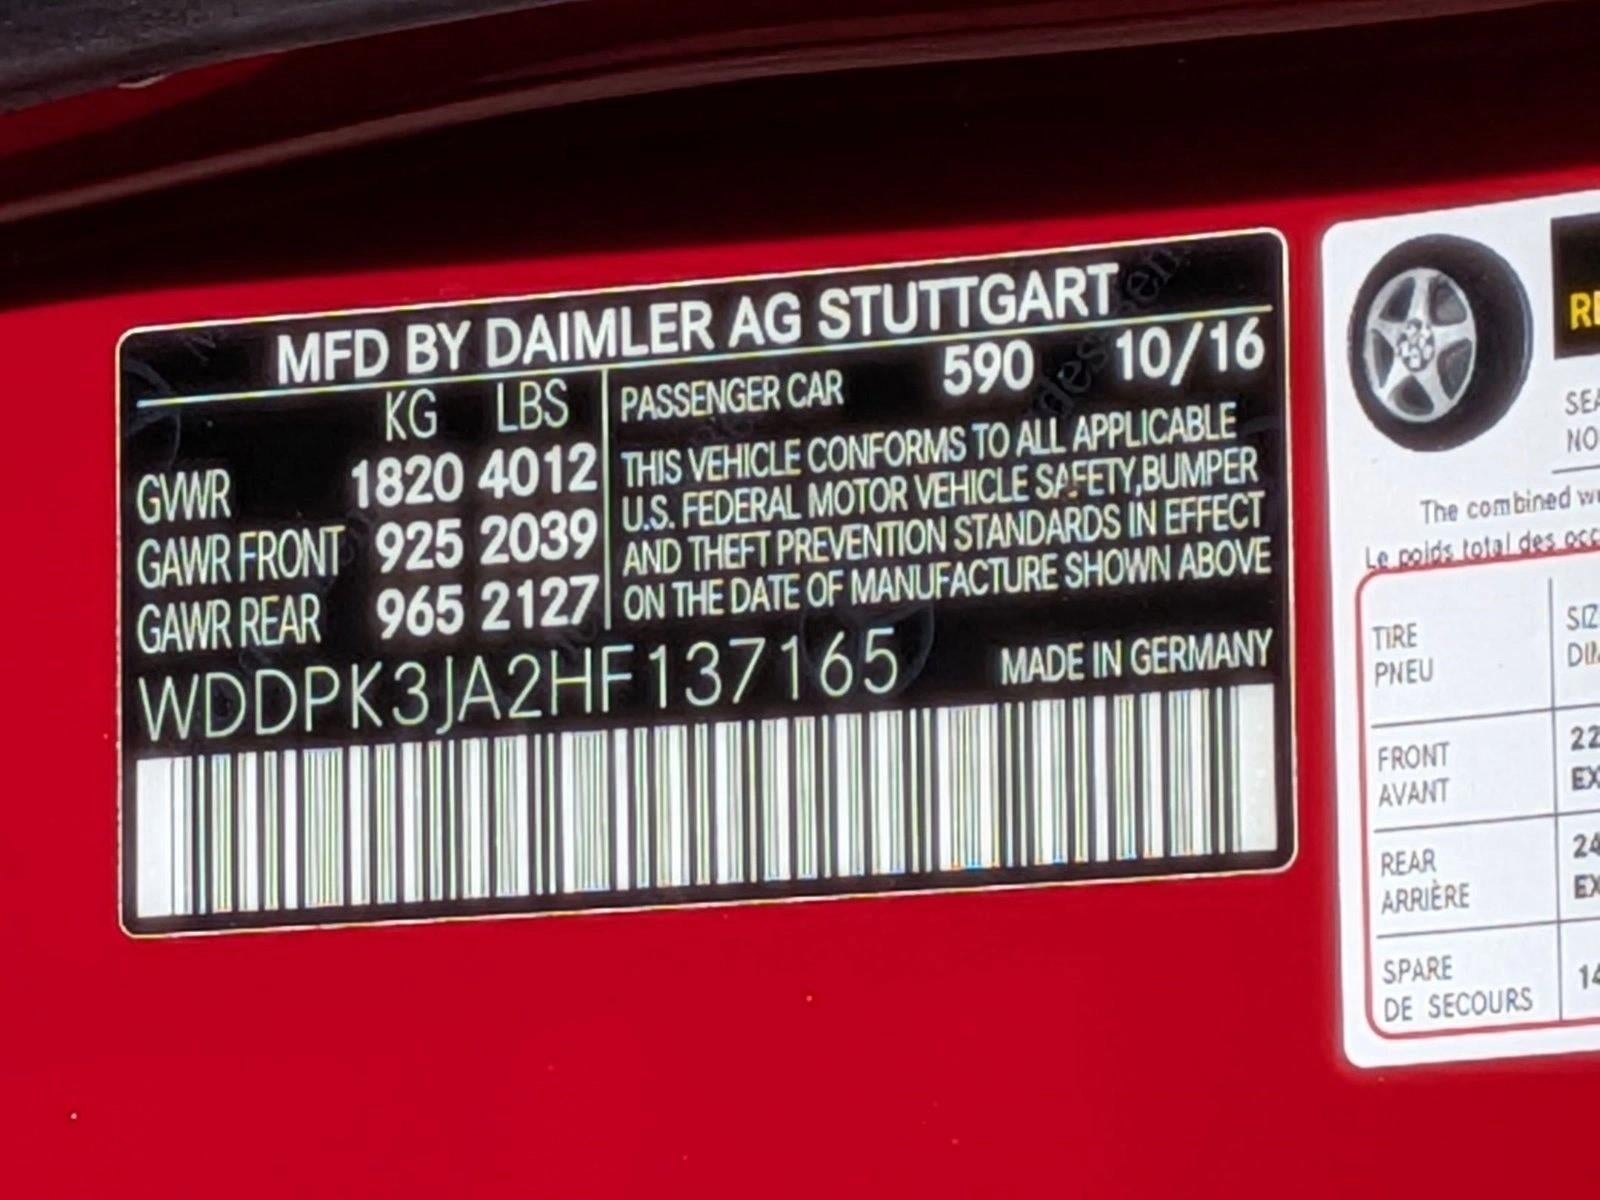 MFD BY DAIMLER AG STUTTGART
KG LBS
GVWR 1820 4012
GAWR FRONT 925 2039
GAWR REAR 965 2127
PASSENGER CAR 590 10/16
THIS VEHICLE CONFORMS TO ALL APPLICABLE
U.S. FEDERAL MOTOR VEHICLE SAFETY,BUMPER
AND THEFT PREVENTION STANDARDS IN EFFECT
ON THE DATE OF MANUFACTURE SHOWN ABOVE
WDDPK3JA2HF137165
MADE IN GERMANY
The combined
Le poids total des
TIRE
PNEU
FRONT
AVANT
REAR
ARRIÈRE
SPARE
DE SECOURS